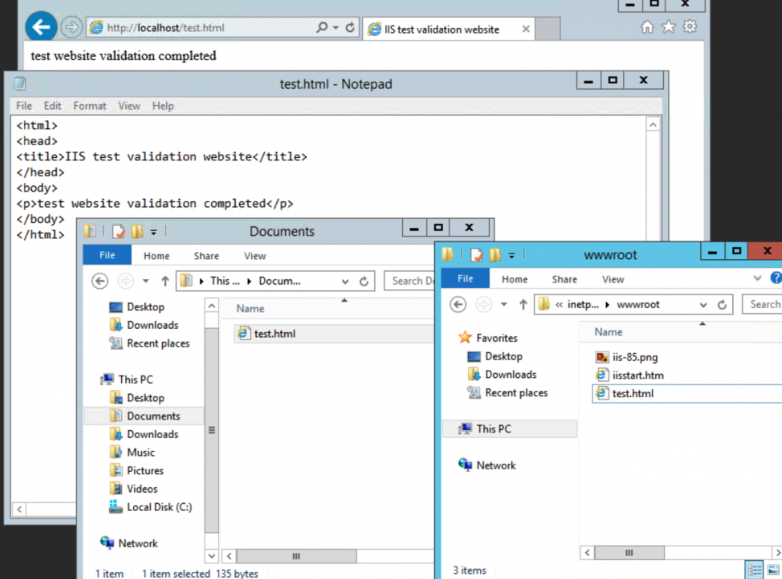 http://localhost/test.html
IIS test validation website
test website validation completed
test.html - Notepad
File Edit Format View Help
<html>
<head>
<title>IIS test validation website</title>
</head>
<body>
<p>test website validation completed</p>
</body>
</html>
Documents
File Home Share View
This ... Docum...
Search D
Name
Desktop
Downloads
Recent places
This PC
Desktop
Documents
Downloads
Music
Pictures
Videos
Local Disk (C:)
Network
test.html
1 item 1 item selected 135 bytes
wwwroot
File Home Share View
« inetp... wwwroot
Search
Favorites
Desktop
Downloads
Recent places
This PC
Network
Name
iis-85.png
iisstart.htm
test.html
3 items